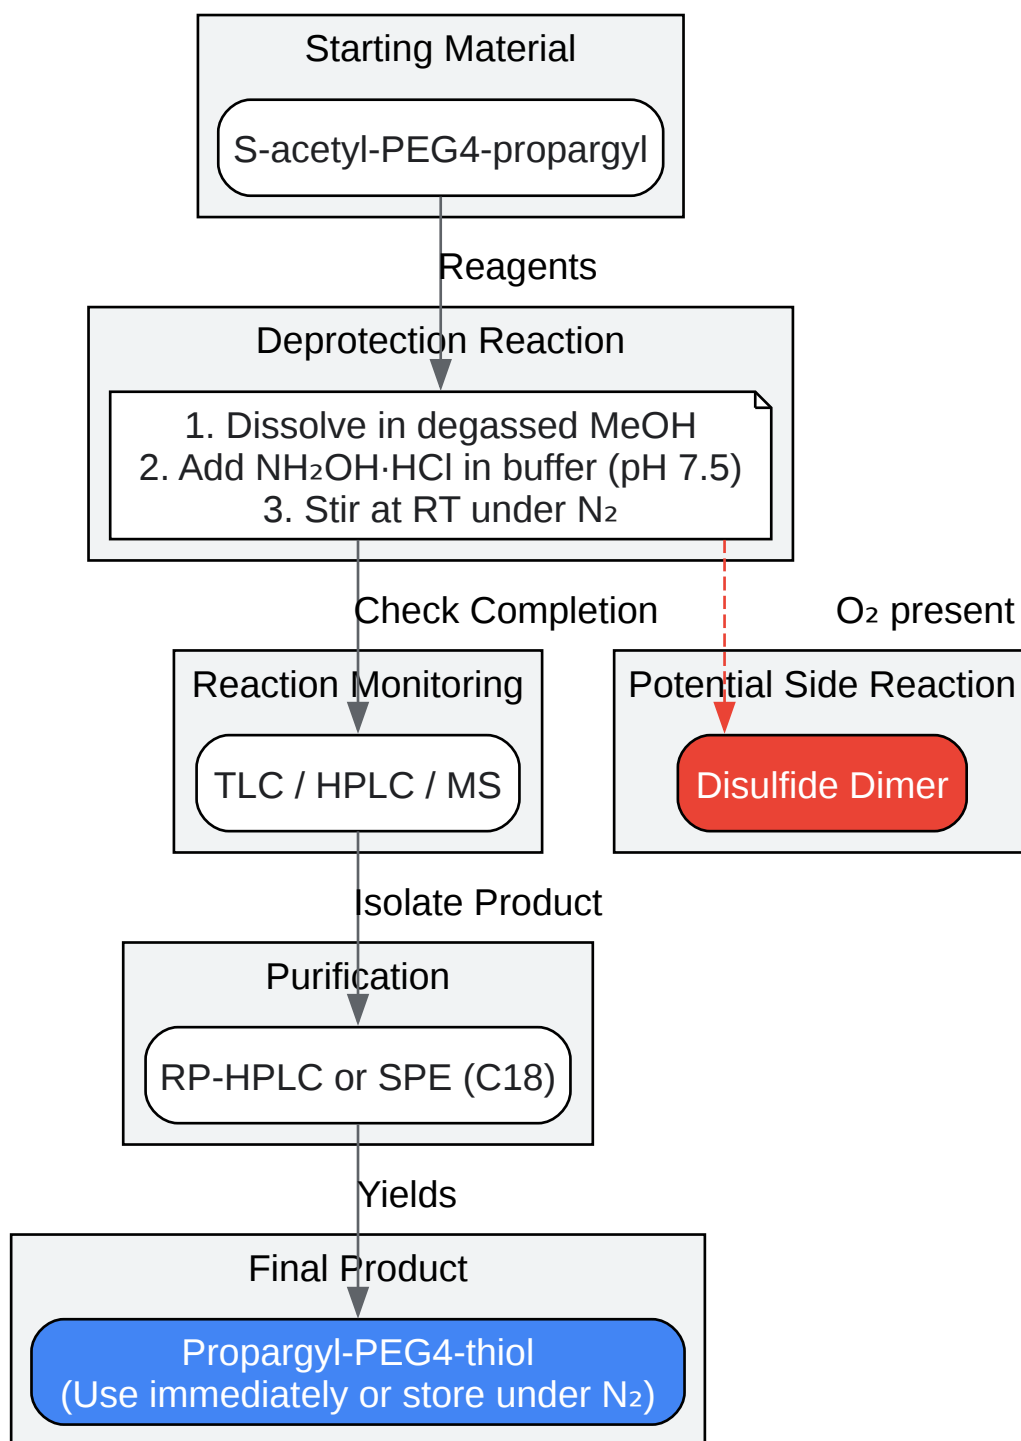 Starting Material
S-acetyl-PEG4-propargyl
Reagents
Deprotection Reaction
1. Dissolve in degassed MeOH
2. Add NH₂OH·HCl in buffer (pH 7.5)
3. Stir at RT under N₂
Check Completion
O₂ present
Reaction Monitoring
TLC / HPLC / MS
Potential Side Reaction
Disulfide Dimer
Isolate Product
Purification
RP-HPLC or SPE (C18)
Yields
Final Product
Propargyl-PEG4-thiol
(Use immediately or store under N₂)